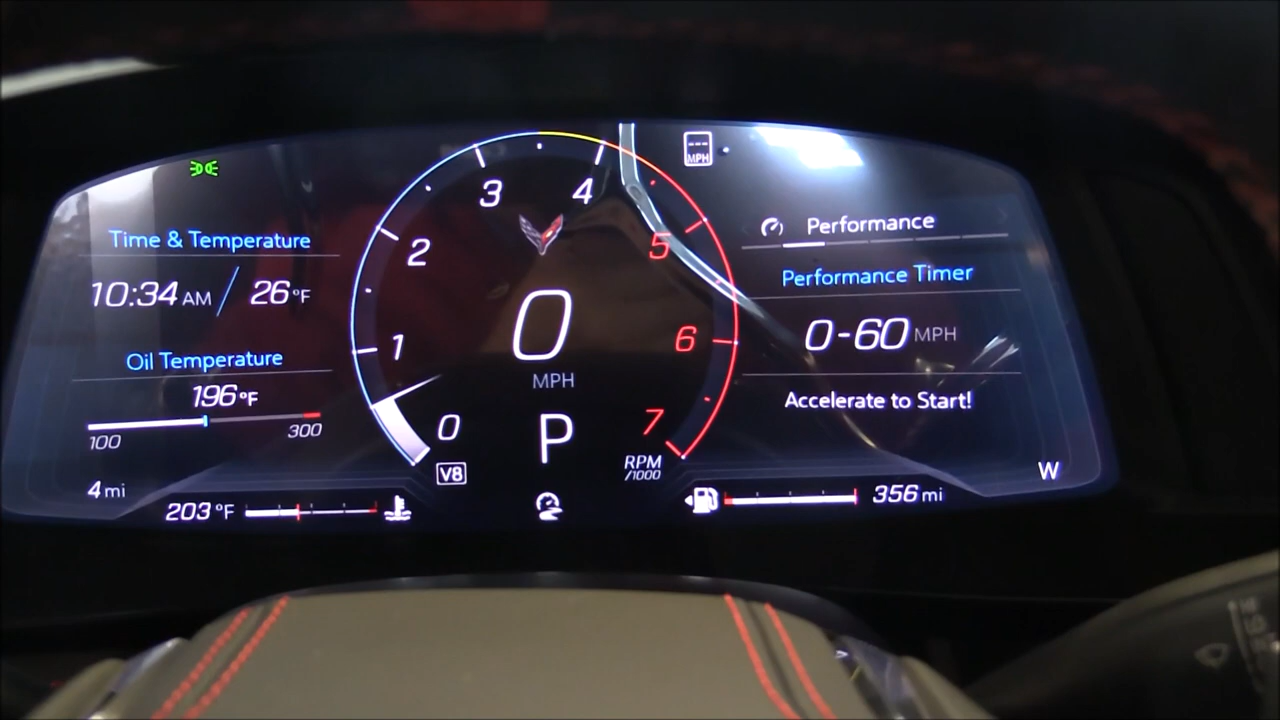 Time & Temperature
10:34 AM / 26°F
Oil Temperature
196°F
100 300
4 mi
203 °F
0 1 2 3 4 5 6 7
0
MPH
P
V8
RPM
/1000
---
MPH
Performance
Performance Timer
0-60 MPH
Accelerate to Start!
356 mi
W